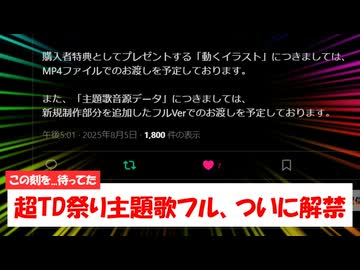 購入者特典としてプレゼントする「動くイラスト」につきましては、
MP4ファイルでのお渡しを予定しております。
また、「主題歌音源データ」につきましては、
新規制作部分を追加したフルVerでのお渡しを予定しております。
午後5:01・2025年8月5日・1,800 件の表示
7
この刻を...待ってた
超TD祭り主題歌フル、ついに解禁